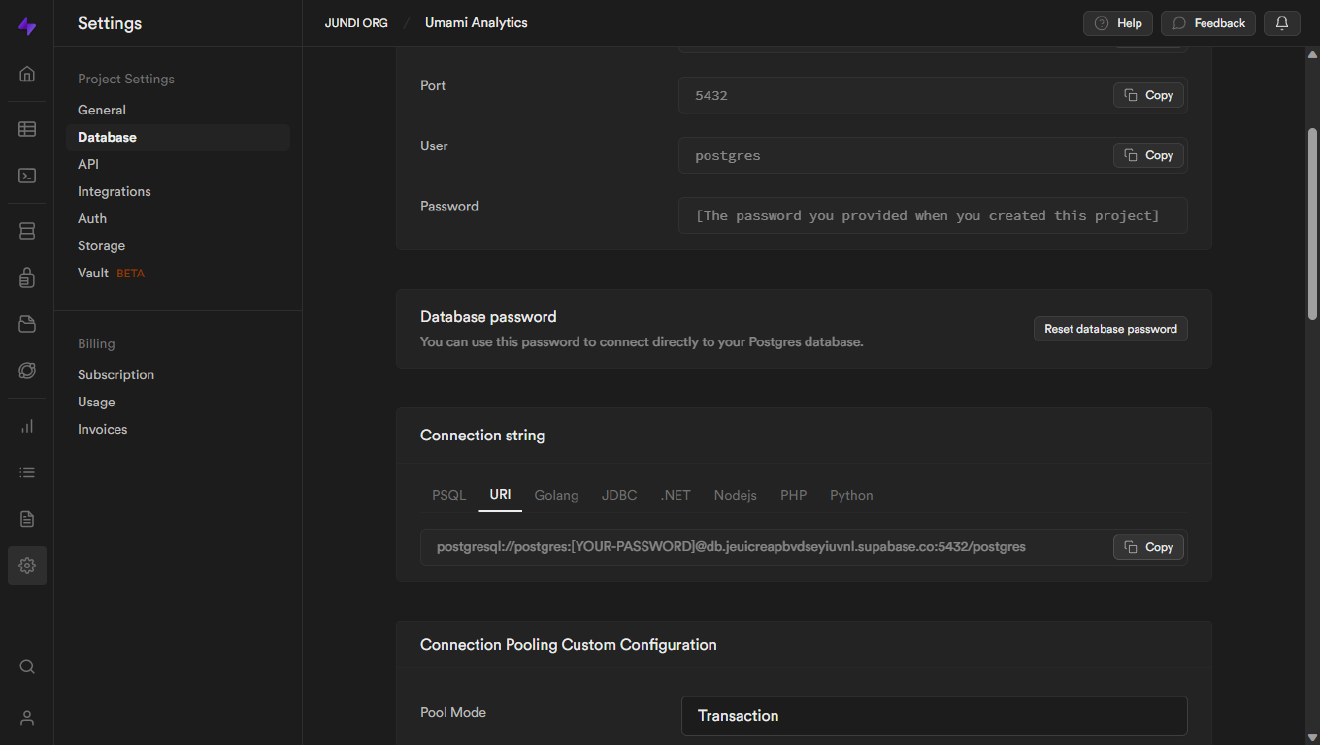 Settings
JUNDI ORG / Umami Analytics
Help
Feedback
Project Settings
General
Database
API
Integrations
Auth
Storage
Vault BETA
Billing
Subscription
Usage
Invoices
Port
5432
Copy
User
postgres
Copy
Password
[The password you provided when you created this project]
Database password
You can use this password to connect directly to your Postgres database.
Reset database password
Connection string
PSQL URI Golang JDBC .NET Nodejs PHP Python
postgresql://postgres:[YOUR-PASSWORD]@db.jeuicreapbvdseyiuvnl.supabase.co:5432/postgres
Copy
Connection Pooling Custom Configuration
Pool Mode
Transaction